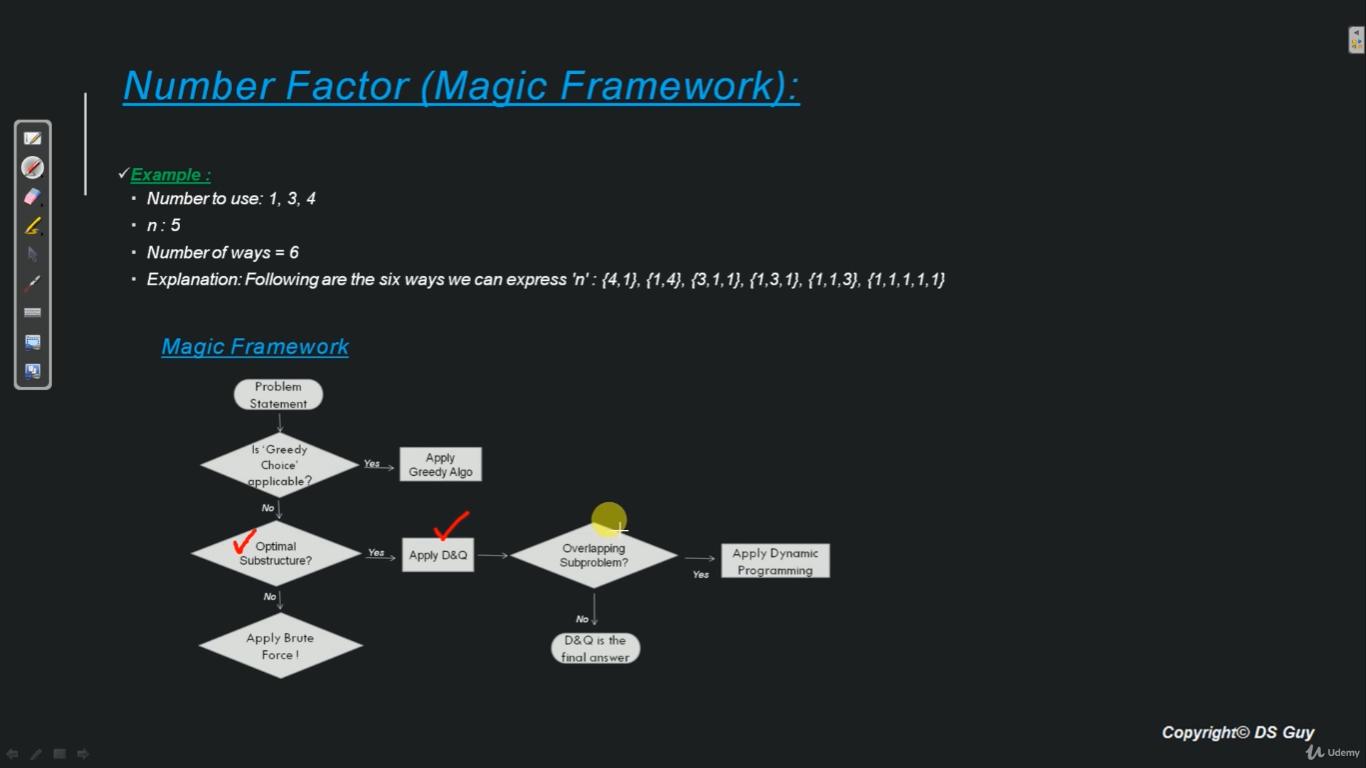 Number Factor (Magic Framework):
Example :
Number to use: 1, 3, 4
n : 5
Number of ways = 6
Explanation: Following are the six ways we can express 'n' : {4,1}, {1,4}, {3,1,1}, {1,3,1}, {1,1,3}, {1,1,1,1,1}
Magic Framework
Problem
Statement
Is ‘Greedy
Choice’
applicable?
Yes
Apply
Greedy Algo
No
Optimal
Substructure?
Yes
Apply D&Q
Overlapping
Subproblem?
Yes
Apply Dynamic
Programming
No
Apply Brute
Force !
No
D&Q is the
final answer
Copyright© DS Guy
Udemy